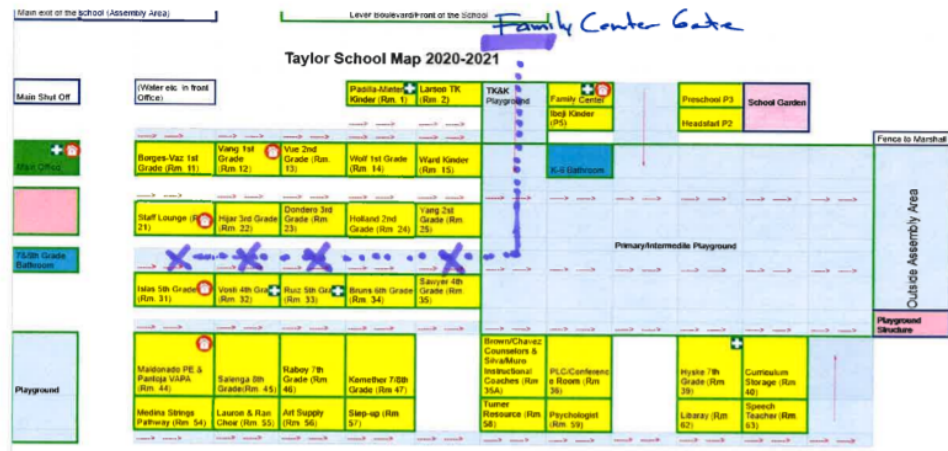 Main exit of the school (Assembly Area)
Lever Boulevard/Front of the School
Family Center Gate
Taylor School Map 2020-2021
Main Shut Off
(Water etc. in front
Office)
Padilla-Meier
Kinder (Rm. 1)
Larson TK
(Rm. 2)
TK&K
Playground
Family Center
Ibeji Kinder
(P5)
Preschool P3
Headstart P2
School Garden
Fence to Marshall
Main Office
Borges-Vaz 1st
Grade (Rm. 11)
Vang 1st
Grade
(Rm. 12)
Vue 2nd
Grade (Rm.
13)
Wolf 1st Grade
(Rm. 14)
Ward Kinder
(Rm. 15)
K-6 Bathroom
Staff Lounge (R
21)
Hijar 3rd Grade
(Rm. 22)
Dondero 3rd
Grade (Rm
23)
Holland 2nd
Grade (Rm. 24)
Yang 2st
Grade (Rm.
25)
Primary/Intermedite Playground
Outside Assembly Area
7&8th Grade
Bathroom
X X X X
Islas 5th Grade
(Rm. 31)
Vosti 4th Gra
(Rm. 32)
Ruiz 5th Gra
(Rm. 33)
Bruns 6th Grade
(Rm. 34)
Sawyer 4th
Grade (Rm
35)
Playground
Structure
Playground
Maldonado PE &
Pantoja VAPA
(Rm. 44)
Salenga 8th
Grade(Rm. 45)
Raboy 7th
Grade (Rm
46)
Kemether 7/8th
Grade (Rm 47)
Brown/Chavez
Counselors &
Silva/Muro
Instructional
Coaches (Rm
35A)
PLC/Conferenc
e Room (Rm
36)
Hyske 7th
Grade (Rm
39)
Curriculum
Storage (Rm
40)
Medina Strings
Pathway (Rm. 54)
Lauron & Ran
Choir (Rm. 55)
Art Supply
(Rm. 56)
Step-up (Rm
57)
Turner
Resource (Rm
58)
Psychologist
(Rm. 59)
Libaray (Rm.
62)
Speech
Teacher (Rm.
63)